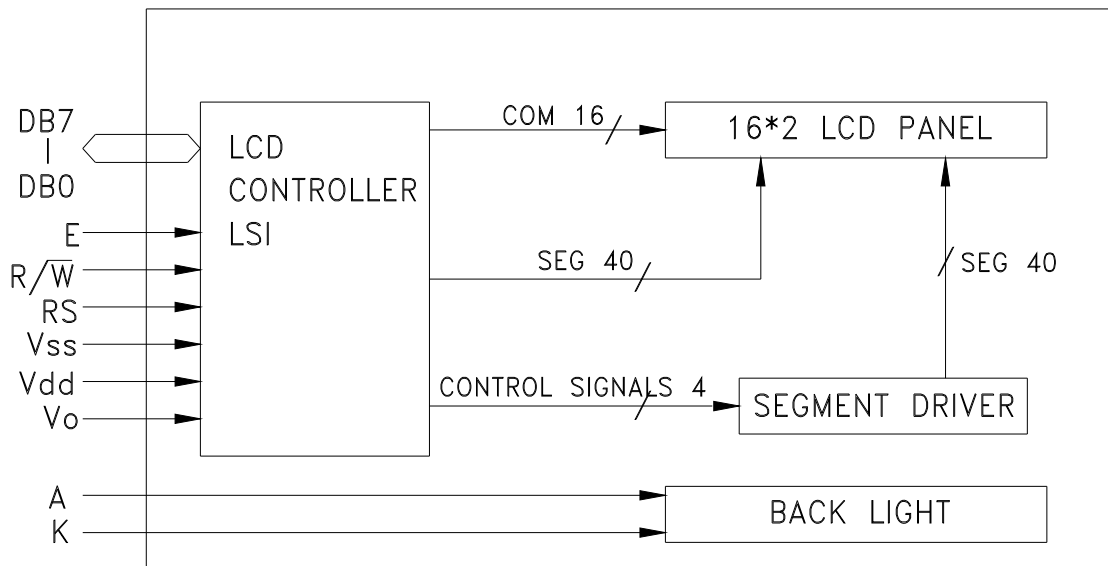 DB7
DB0
E
R/W̅
RS
Vss
Vdd
Vo
A
K
LCD
CONTROLLER
LSI
COM 16
16*2 LCD PANEL
SEG 40
SEG 40
CONTROL SIGNALS 4
SEGMENT DRIVER
BACK LIGHT